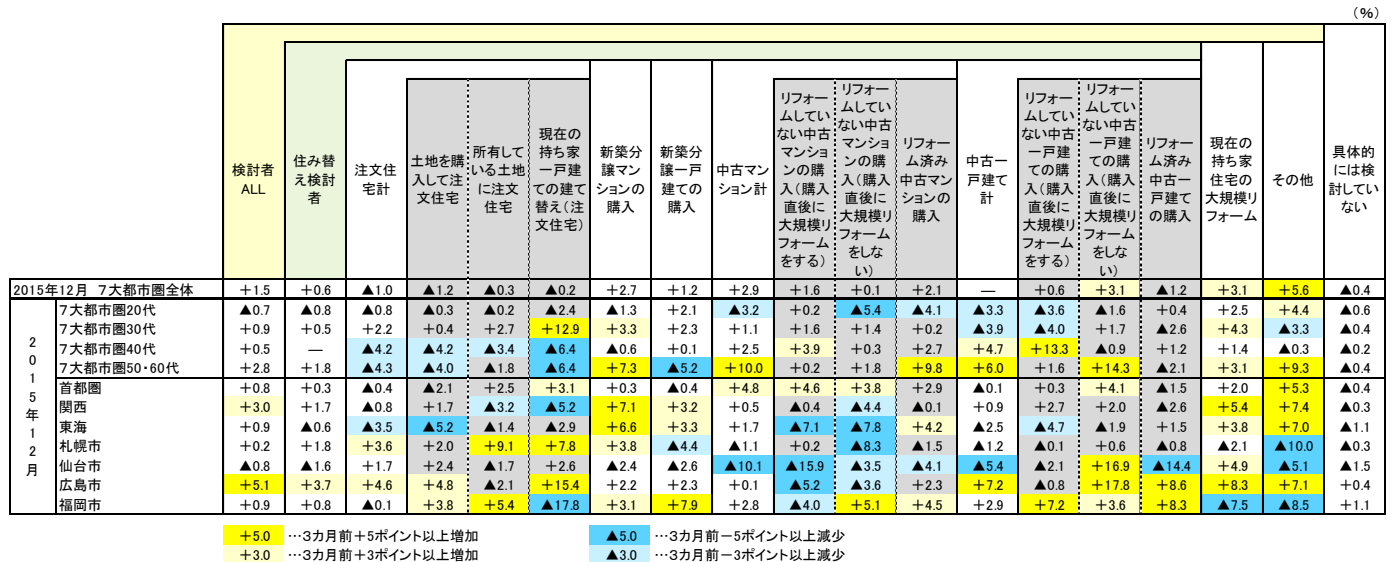 （％）
検討者
ALL
住み替
え検討
者
注文住
宅計
土地を購
入して注
文住宅
所有して
いる土地
に注文
住宅
現在の
持ち家
一戸建
ての建て
替え（注
文住宅）
新築分
譲マン
ションの
購入
新築分
譲一戸
建ての
購入
中古マン
ション計
リフォー
ムしてい
ない中古
マンショ
ンの購
入（購入
直後に
大規模リ
フォーム
をする）
リフォー
ムしてい
ない中古
マンショ
ンの購
入（購入
直後に
大規模リ
フォーム
をしな
い）
リフォー
ム済み
中古マン
ションの
購入
中古一
戸建て
計
リフォー
ムしてい
ない中古
一戸建
ての購
入（購入
直後に
大規模リ
フォーム
をする）
リフォー
ムしてい
ない中古
一戸建
ての購
入（購入
直後に
大規模リ
フォーム
をしない）
リフォー
ム済み
中古一
戸建て
の購入
現在の
持ち家
住宅の
大規模リ
フォーム
その他
具体的
には検
討してい
ない
2015年12月 7大都市圏全体 ＋1.5 ＋0.6 ▲1.0 ▲1.2 ▲0.3 ▲0.2 ＋2.7 ＋1.2 ＋2.9 ＋1.6 ＋0.1 ＋2.1 ― ＋0.6 ＋3.1 ▲1.2 ＋3.1 ＋5.6 ▲0.4
2015年12月
7大都市圏20代 ▲0.7 ▲0.8 ▲0.8 ▲0.3 ▲0.2 ▲2.4 ▲1.3 ＋2.1 ▲3.2 ＋0.2 ▲5.4 ▲4.1 ▲3.3 ▲3.6 ▲1.6 ＋0.4 ＋2.5 ＋4.4 ▲0.6
7大都市圏30代 ＋0.9 ＋0.5 ＋2.2 ＋0.4 ＋2.7 ＋12.9 ＋3.3 ＋2.3 ＋1.1 ＋1.6 ＋1.4 ＋0.2 ▲3.9 ▲4.0 ＋1.7 ▲2.6 ＋4.3 ▲3.3 ▲0.4
7大都市圏40代 ＋0.5 ― ▲4.2 ▲4.2 ▲3.4 ▲6.4 ▲0.6 ＋0.1 ＋2.5 ＋3.9 ＋0.3 ＋2.7 ＋4.7 ＋13.3 ▲0.9 ＋1.2 ＋1.4 ▲0.3 ▲0.2
7大都市圏50・60代 ＋2.8 ＋1.8 ▲4.3 ▲4.0 ▲1.8 ▲6.4 ＋7.3 ▲5.2 ＋10.0 ＋0.2 ＋1.8 ＋9.8 ＋6.0 ＋1.6 ＋14.3 ▲2.1 ＋3.1 ＋9.3 ▲0.4
首都圏 ＋0.8 ＋0.3 ▲0.4 ▲2.1 ＋2.5 ＋3.1 ＋0.3 ▲0.4 ＋4.8 ＋4.6 ＋3.8 ＋2.9 ▲0.1 ＋0.3 ＋4.1 ▲1.5 ＋2.0 ＋5.3 ▲0.4
関西 ＋3.0 ＋1.7 ▲0.8 ＋1.7 ▲3.2 ▲5.2 ＋7.1 ＋3.2 ＋0.5 ▲0.4 ▲4.4 ▲0.1 ＋0.9 ＋2.7 ＋2.0 ▲2.6 ＋5.4 ＋7.4 ▲0.3
東海 ＋0.9 ▲0.6 ▲3.5 ▲5.2 ▲1.4 ▲2.9 ＋6.6 ＋3.3 ＋1.7 ▲7.1 ▲7.8 ＋4.2 ▲2.2 ▲4.7 ▲1.9 ＋1.5 ＋3.8 ＋7.0 ▲1.1
札幌市 ＋0.2 ＋1.8 ＋3.6 ＋2.0 ＋9.1 ＋7.8 ＋3.8 ▲4.4 ▲1.1 ＋0.2 ▲8.3 ▲1.5 ▲1.2 ▲0.1 ＋0.6 ▲0.8 ▲2.1 ▲10.0 ▲0.3
仙台市 ▲0.8 ▲1.6 ＋1.7 ＋2.4 ▲1.7 ＋2.6 ▲2.4 ▲2.6 ▲10.1 ▲15.9 ▲3.5 ▲4.1 ▲5.4 ▲2.1 ＋16.9 ▲14.4 ＋4.9 ▲5.1 ▲1.5
広島市 ＋5.1 ＋3.7 ＋4.6 ＋4.8 ▲2.1 ＋15.4 ＋2.2 ＋2.3 ＋0.1 ▲5.2 ▲3.6 ＋2.3 ＋7.2 ▲0.8 ＋17.8 ＋8.6 ＋8.3 ＋7.1 ＋0.4
福岡市 ＋0.9 ＋0.8 ▲0.1 ＋3.8 ＋5.4 ▲17.8 ＋3.1 ＋7.9 ＋2.8 ▲4.0 ＋5.1 ＋4.5 ＋2.9 ＋7.2 ＋3.6 ＋8.3 ▲7.5 ▲8.5 ＋1.1
＋5.0 …3カ月前＋5ポイント以上増加 ▲5.0 …3カ月前－5ポイント以上減少
＋3.0 …3カ月前＋3ポイント以上増加 ▲3.0 …3カ月前－3ポイント以上減少